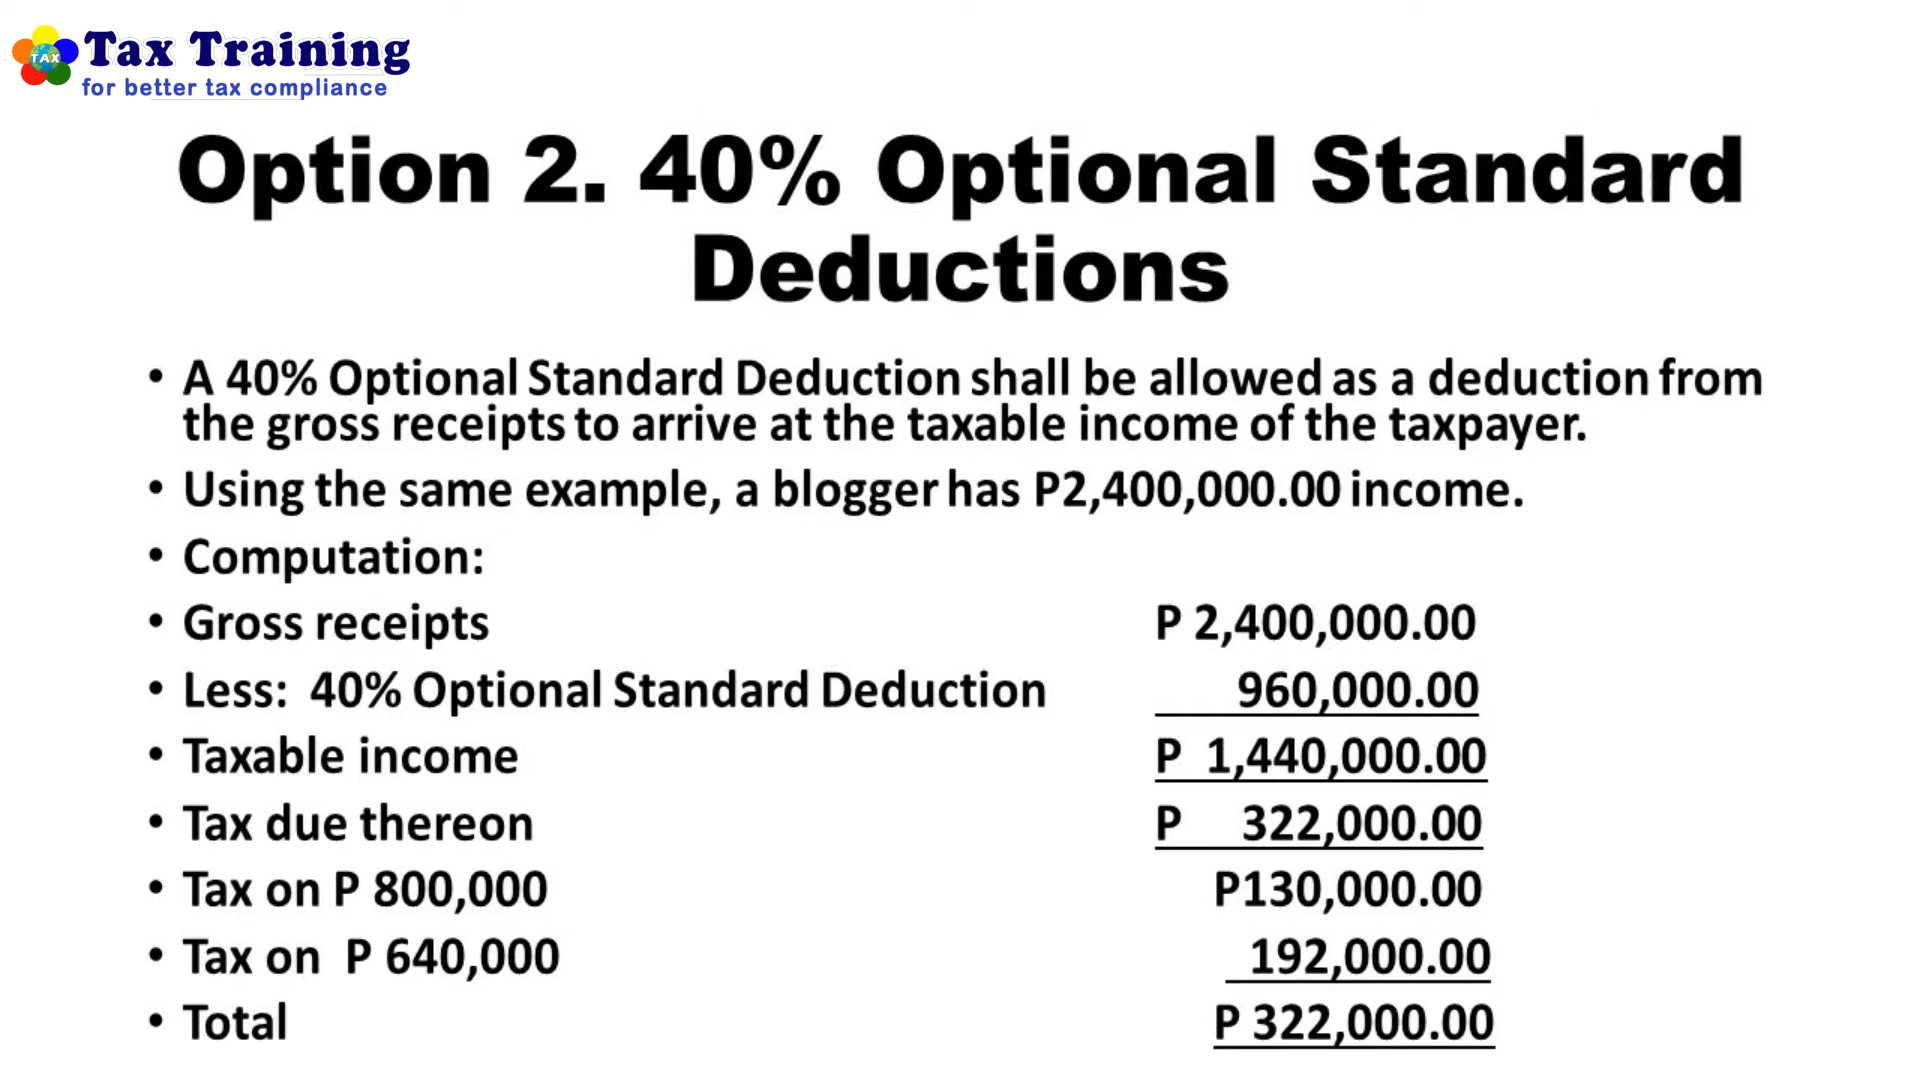 TAX
Tax Training
for better tax compliance
Option 2. 40% Optional Standard
Deductions
• A 40% Optional Standard Deduction shall be allowed as a deduction from
the gross receipts to arrive at the taxable income of the taxpayer.
• Using the same example, a blogger has P2,400,000.00 income.
• Computation:
• Gross receipts P 2,400,000.00
• Less: 40% Optional Standard Deduction 960,000.00
• Taxable income P 1,440,000.00
• Tax due thereon P 322,000.00
• Tax on P 800,000 P130,000.00
• Tax on P 640,000 192,000.00
• Total P 322,000.00